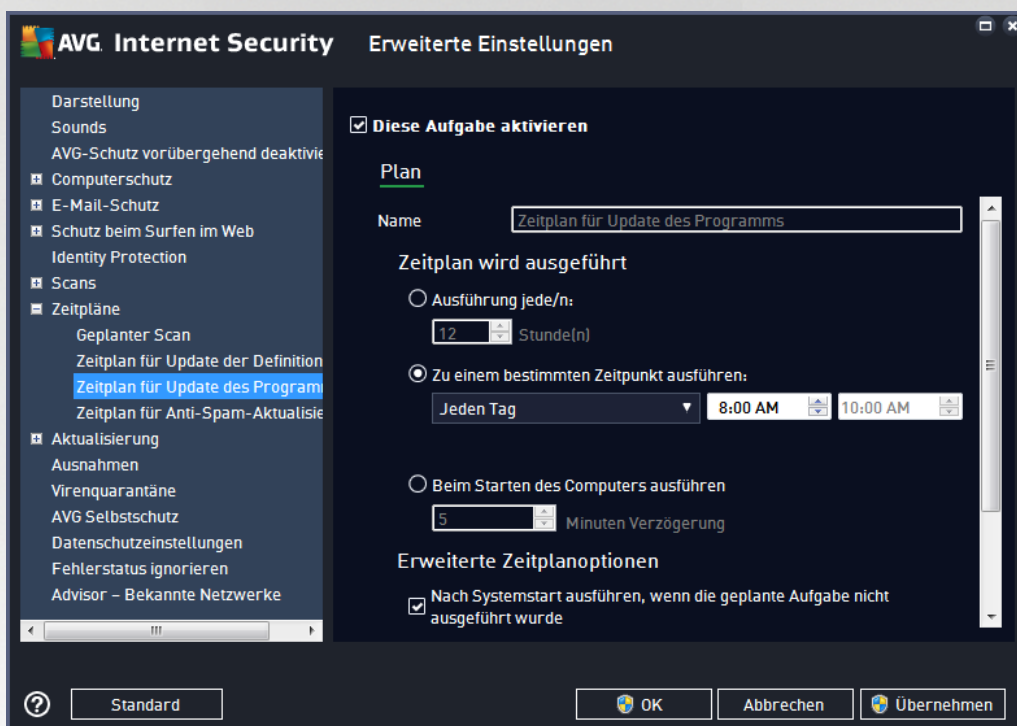 AVG. Internet Security Erweiterte Einstellungen
Darstellung
Sounds
AVG-Schutz vorübergehend deaktivie
Computerschutz
E-Mail-Schutz
Schutz beim Surfen im Web
Identity Protection
Scans
Zeitpläne
Geplanter Scan
Zeitplan für Update der Definition
Zeitplan für Update des Program
Zeitplan für Anti-Spam-Aktualisie
Aktualisierung
Ausnahmen
Virenquarantäne
AVG Selbstschutz
Datenschutzeinstellungen
Fehlerstatus ignorieren
Advisor – Bekannte Netzwerke
Diese Aufgabe aktivieren
Plan
Name Zeitplan für Update des Programms
Zeitplan wird ausgeführt
Ausführung jede/n:
12 Stunde(n)
Zu einem bestimmten Zeitpunkt ausführen:
Jeden Tag 8:00 AM 10:00 AM
Beim Starten des Computers ausführen
5 Minuten Verzögerung
Erweiterte Zeitplanoptionen
Nach Systemstart ausführen, wenn die geplante Aufgabe nicht
ausgeführt wurde
? Standard OK Abbrechen Übernehmen